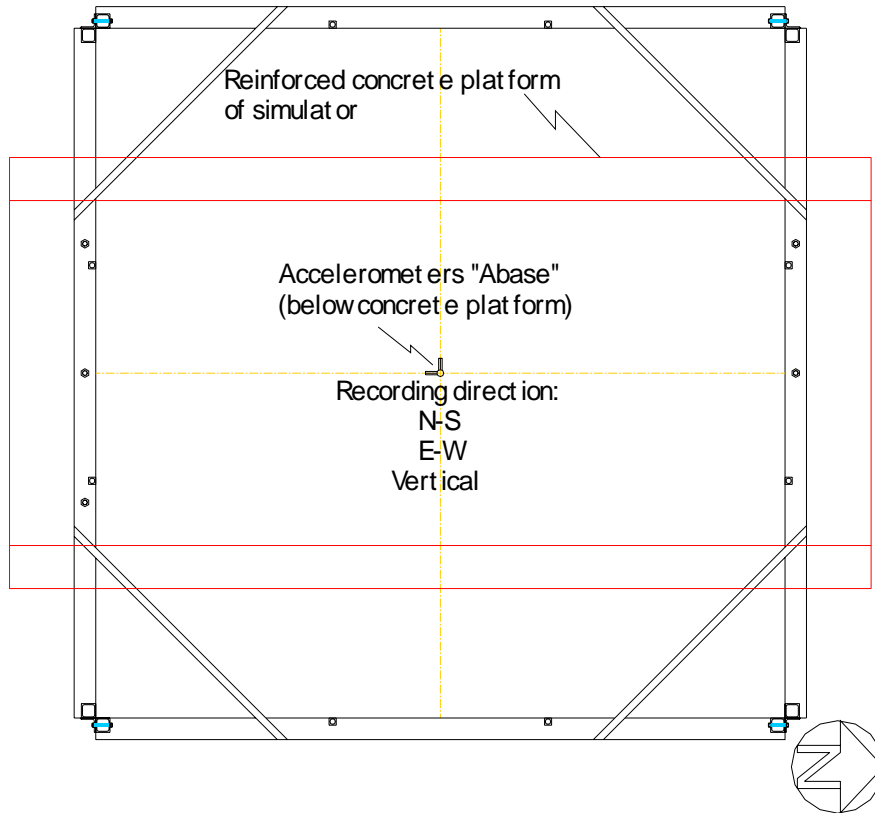 Reinforced concrete platform
of simulator
Accelerometers "Abase"
(below concrete platform)
Recording direction:
N-S
E-W
Vertical
N